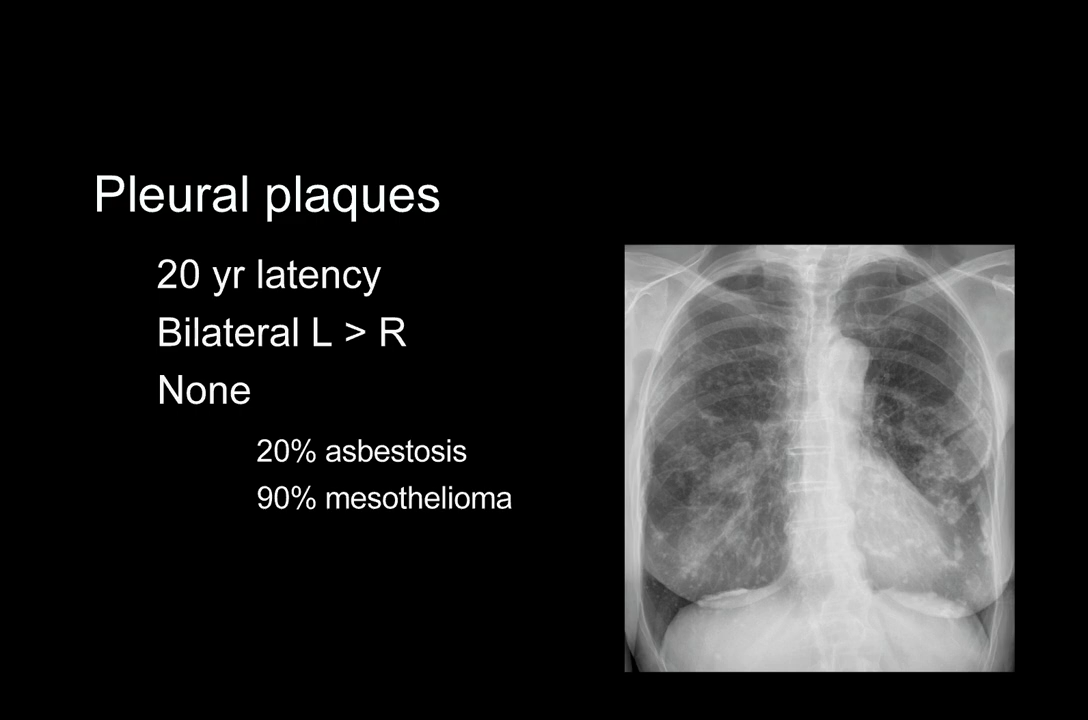 Pleural plaques
20 yr latency
Bilateral L > R
None
20% asbestosis
90% mesothelioma